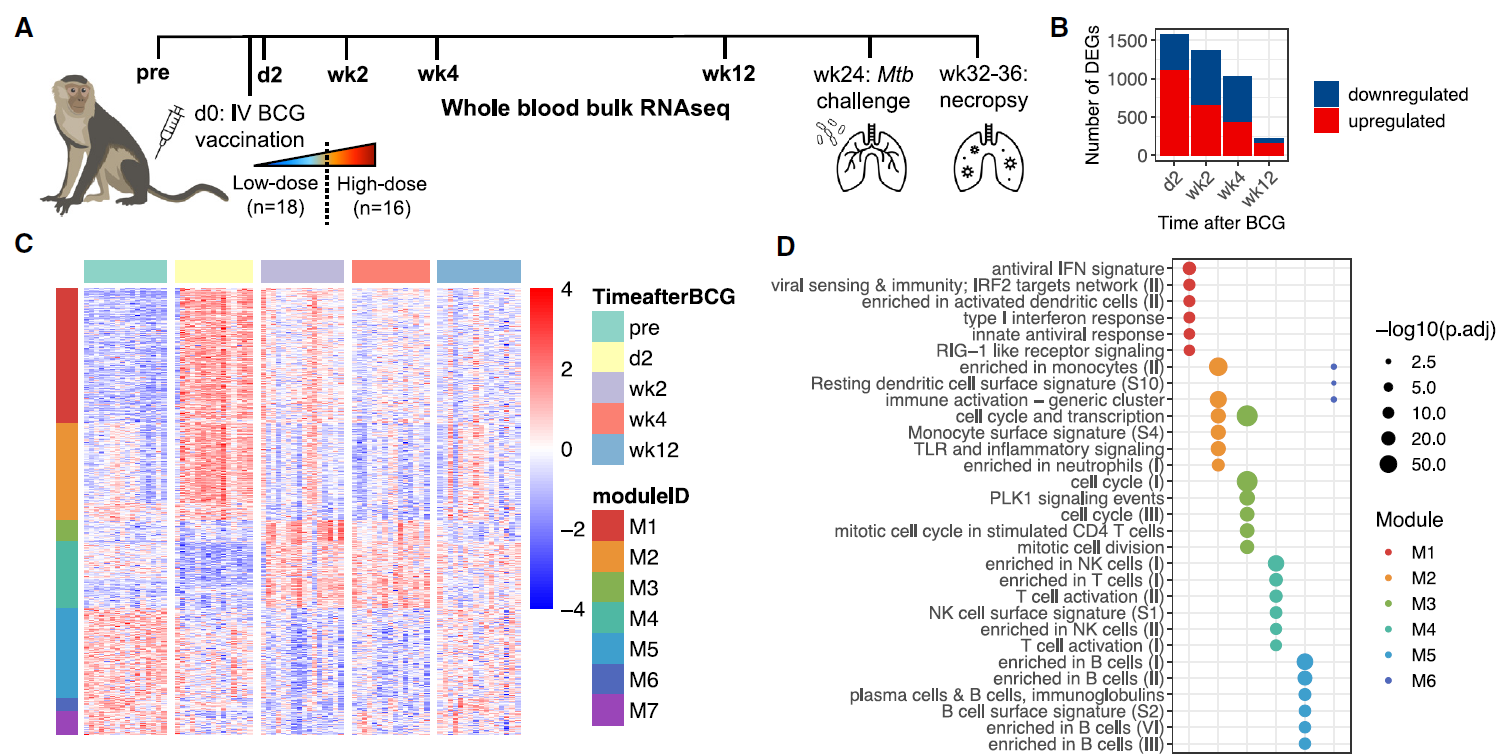 A
pre
d2
wk2
wk4
wk12
wk24: Mtb
challenge
wk32-36:
necropsy
d0: IV BCG
vaccination
Whole blood bulk RNAseq
Low-dose
(n=18)
High-dose
(n=16)
B
Number of DEGs
1500
1000
500
0
d2
wk2
wk4
wk12
Time after BCG
downregulated
upregulated
C
4
2
0
−2
−4
TimeafterBCG
pre
d2
wk2
wk4
wk12
moduleID
M1
M2
M3
M4
M5
M6
M7
D
antiviral IFN signature
viral sensing & immunity; IRF2 targets network (II)
enriched in activated dendritic cells (II)
type I interferon response
innate antiviral response
RIG−1 like receptor signaling
enriched in monocytes (II)
Resting dendritic cell surface signature (S10)
immune activation − generic cluster
cell cycle and transcription
Monocyte surface signature (S4)
TLR and inflammatory signaling
enriched in neutrophils (I)
cell cycle (I)
PLK1 signaling events
cell cycle (III)
mitotic cell cycle in stimulated CD4 T cells
mitotic cell division
enriched in NK cells (I)
enriched in T cells (I)
T cell activation (II)
NK cell surface signature (S1)
enriched in NK cells (II)
T cell activation (I)
enriched in B cells (I)
enriched in B cells (II)
plasma cells & B cells, immunoglobulins
B cell surface signature (S2)
enriched in B cells (VI)
enriched in B cells (III)
−log10(p.adj)
2.5
5.0
10.0
20.0
50.0
Module
M1
M2
M3
M4
M5
M6